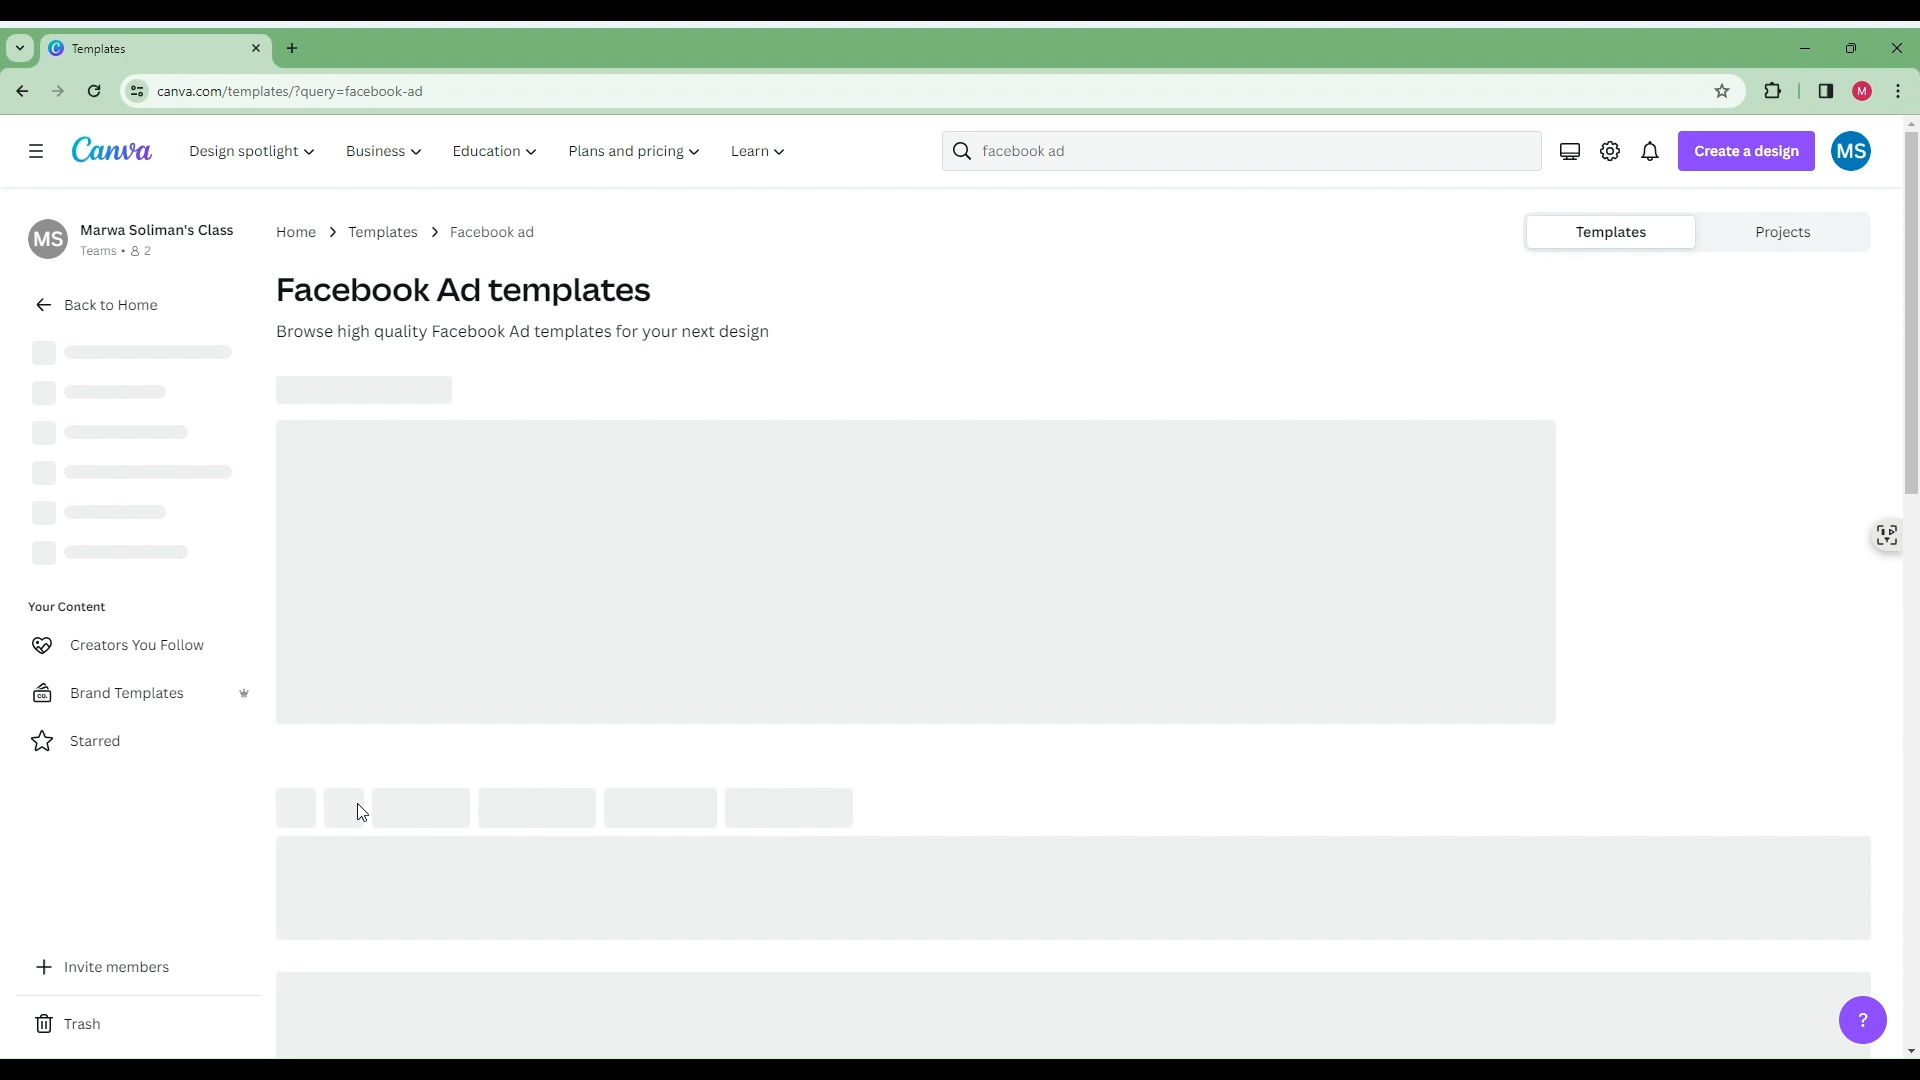 Templates
canva.com/templates/?query=facebook-ad
M
Canva
Design spotlight
Business
Education
Plans and pricing
Learn
facebook ad
Create a design
MS
MS
Marwa Soliman's Class
Teams • 2
Home
Templates
Facebook ad
Templates
Projects
Back to Home
Facebook Ad templates
Browse high quality Facebook Ad templates for your next design
Your Content
Creators You Follow
CO.
Brand Templates
Starred
Invite members
Trash
?